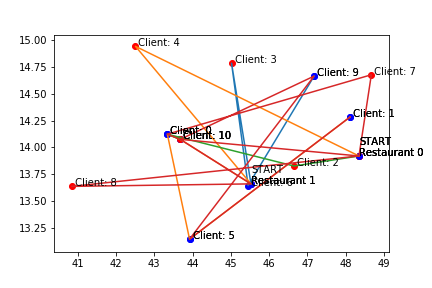 15.00
14.75
14.50
14.25
14.00
13.75
13.50
13.25
41
42
43
44
45
46
47
48
49
Client: 4
Client: 3
Client: 9
Client: 7
Client: 1
Client: 0
Client: 10
START
Restaurant 0
Client: 2
START
Restaurant 1
Client: 8
Client: 5